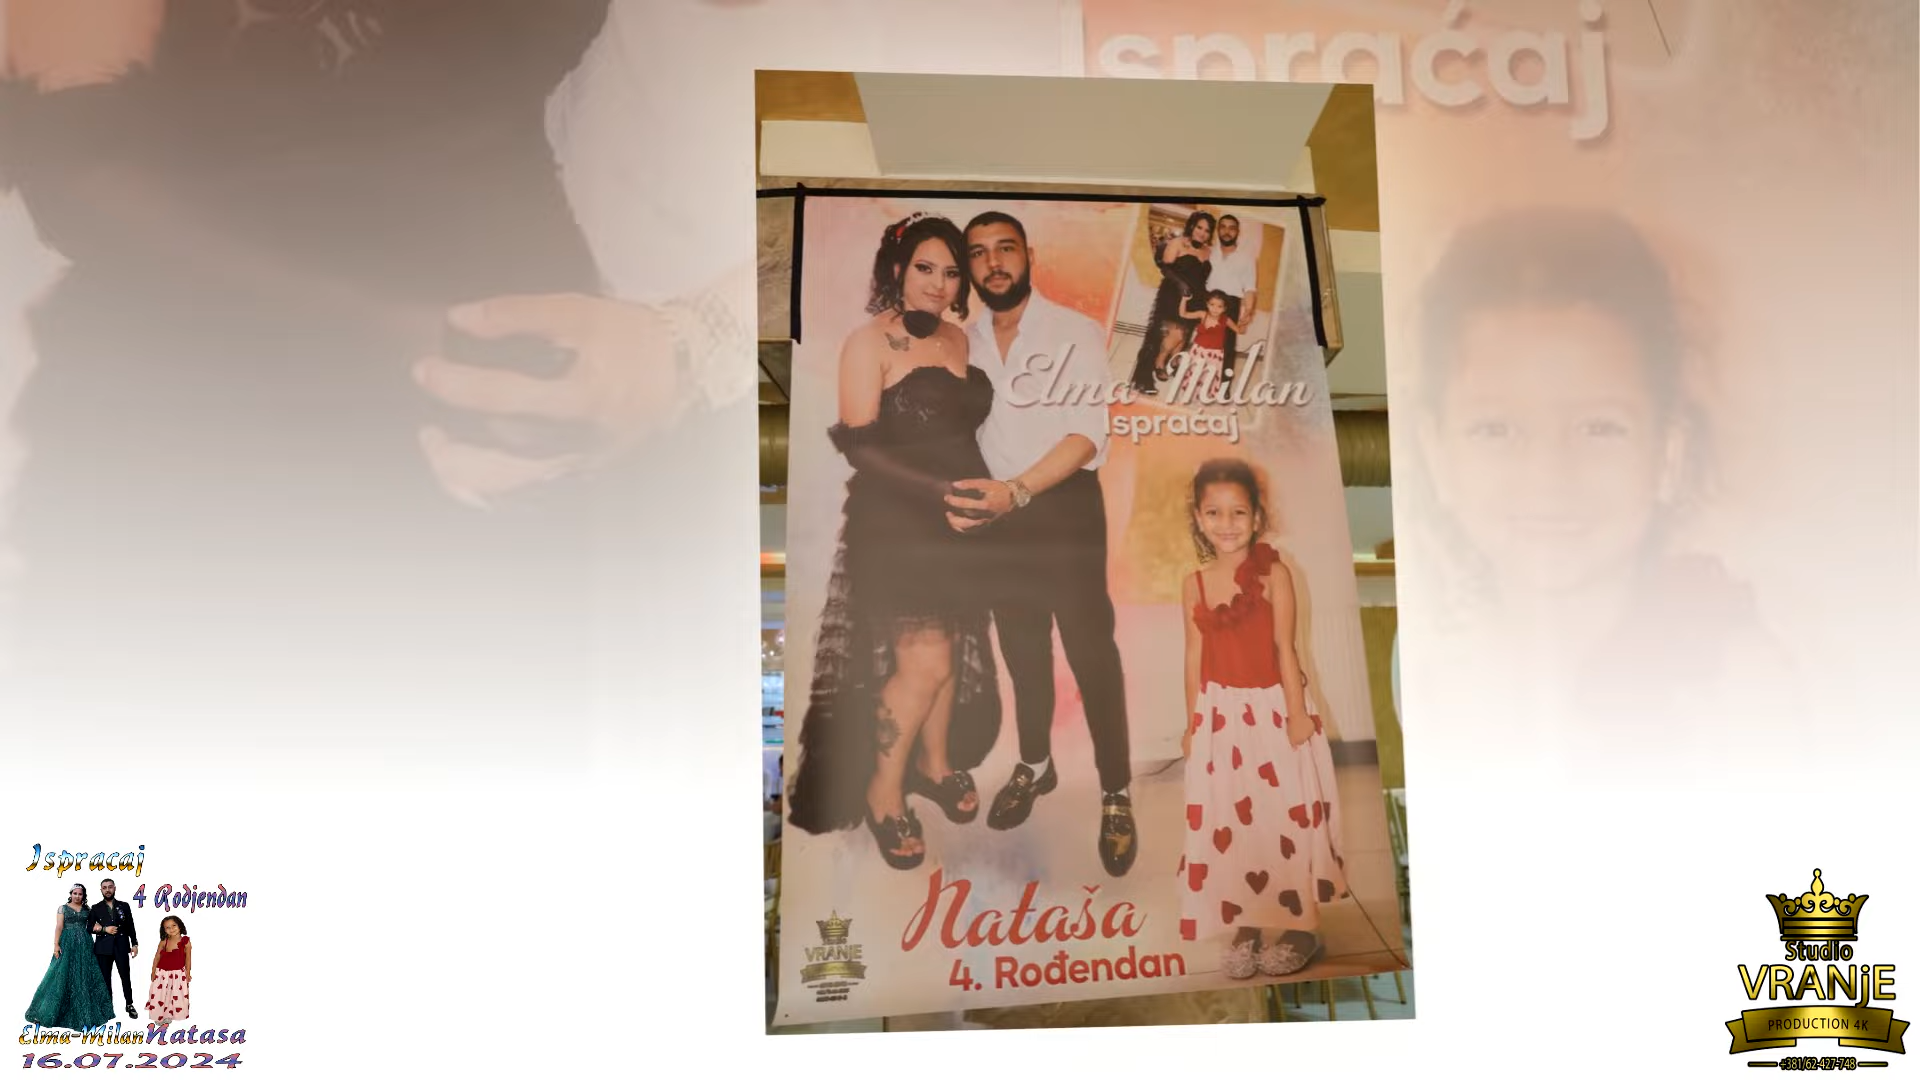 Ispraćaj
Elma-Milan
Ispraćaj
Nataša
4. Rođendan
VRANjE
Ispracaj
4 Rodjendan
Elma-Milan Natasa
16.07.2024
Studio
VRANjE
PRODUCTION 4K
+381/62-427-748